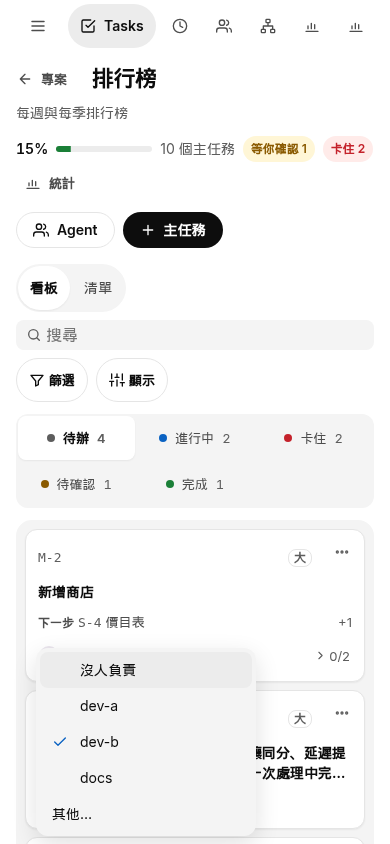 Tasks
專案
排行榜
每週與每季排行榜
15%
10 個主任務
等你確認 1
卡住 2
統計
Agent
主任務
看板
清單
搜尋
篩選
顯示
待辦 4
進行中 2
卡住 2
待確認 1
完成 1
M-2
大
新增商店
下一步 S-4 價目表
+1
0/2
大
同分、延遲提
一次處理中完…
沒人負責
dev-a
dev-b
docs
其他…